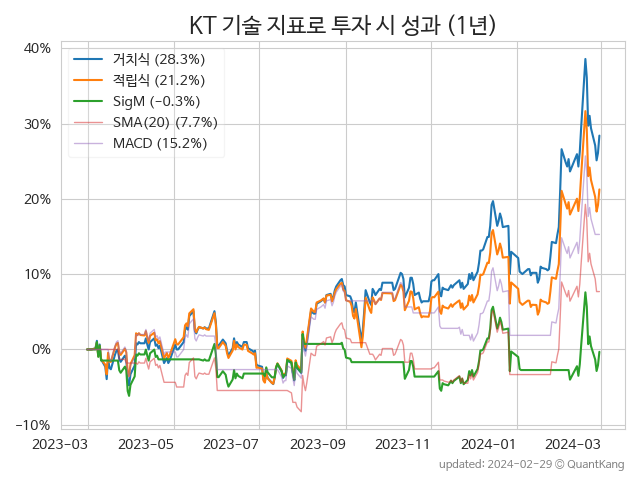 KT 기술 지표로 투자 시 성과 (1년)
40%
30%
20%
10%
0%
−10%
거치식 (28.3%)
적립식 (21.2%)
SigM (−0.3%)
SMA(20) (7.7%)
MACD (15.2%)
2023−03
2023−05
2023−07
2023−09
2023−11
2024−01
2024−03
updated: 2024−02−29 ⓒ QuantKang